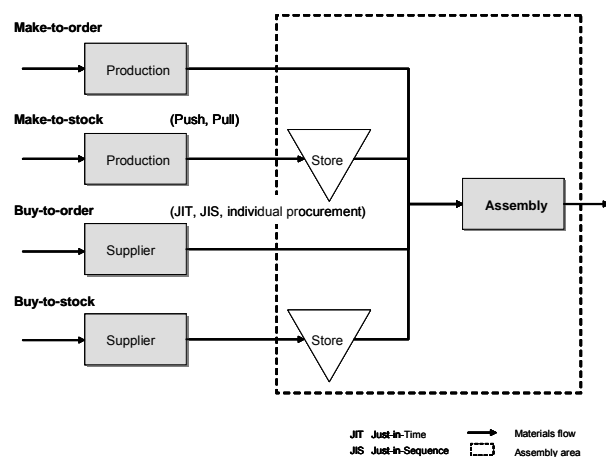 Make-to-order
Production
Make-to-stock (Push, Pull)
Production
Store
Buy-to-order (JIT, JIS, individual procurement)
Assembly
Supplier
Buy-to-stock
Supplier
Store
JIT Just-in-Time Materials flow
JIS Just-in-Sequence Assembly area